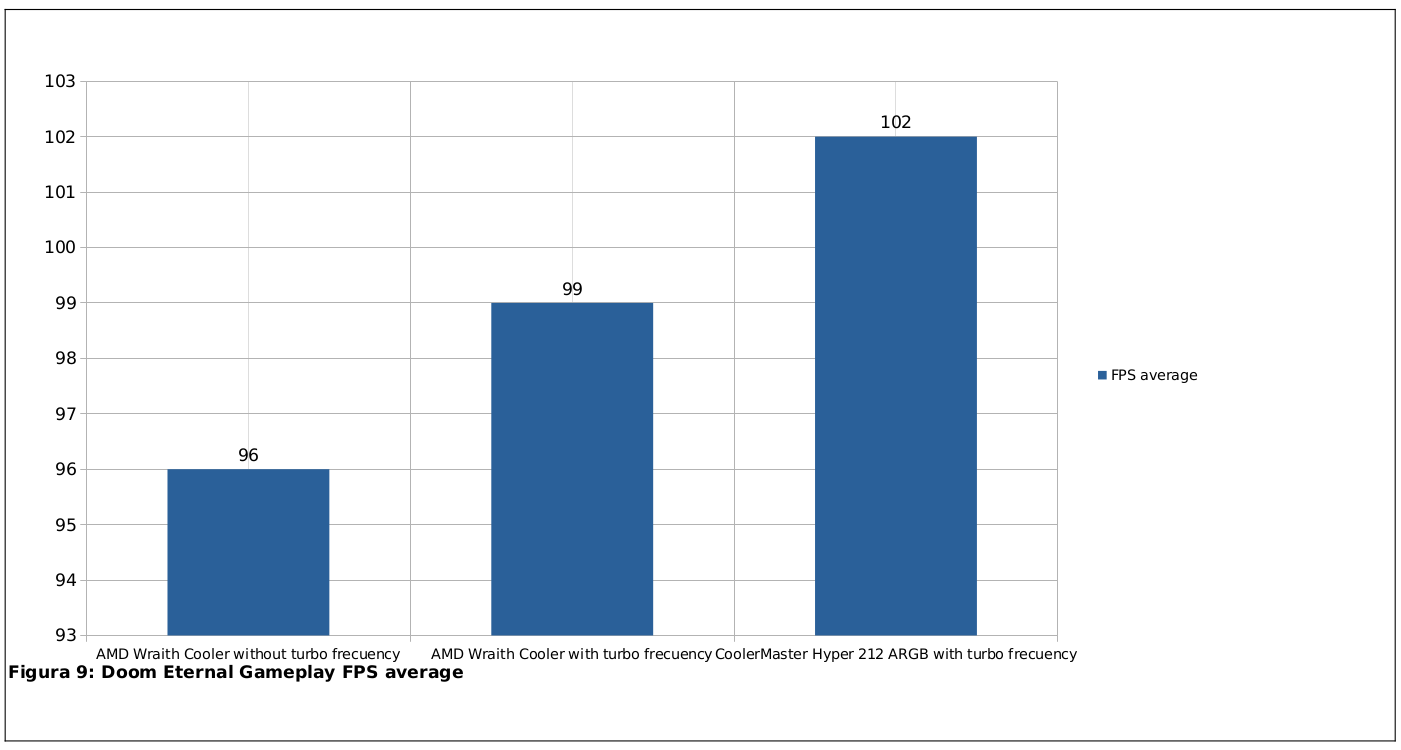 103
102
102
101
100
99
99
98
97
96
96
95
94
93
FPS average
AMD Wraith Cooler without turbo frecuency
AMD Wraith Cooler with turbo frecuency
CoolerMaster Hyper 212 ARGB with turbo frecuency
Figura 9: Doom Eternal Gameplay FPS average